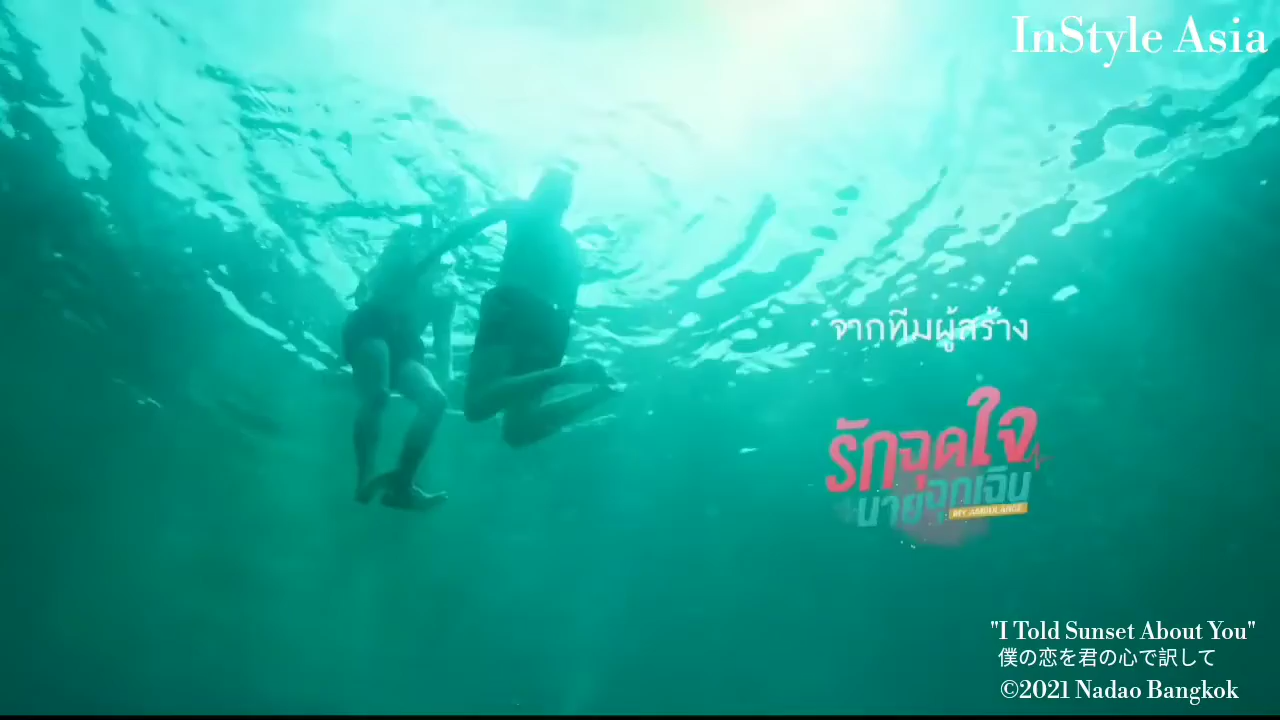 InStyle Asia
จากทีมผู้สร้าง
รักฉุดใจ
นายฉุกเฉิน
MY AMBULANCE
"I Told Sunset About You"
僕の恋を君の心で訳して
©2021 Nadao Bangkok